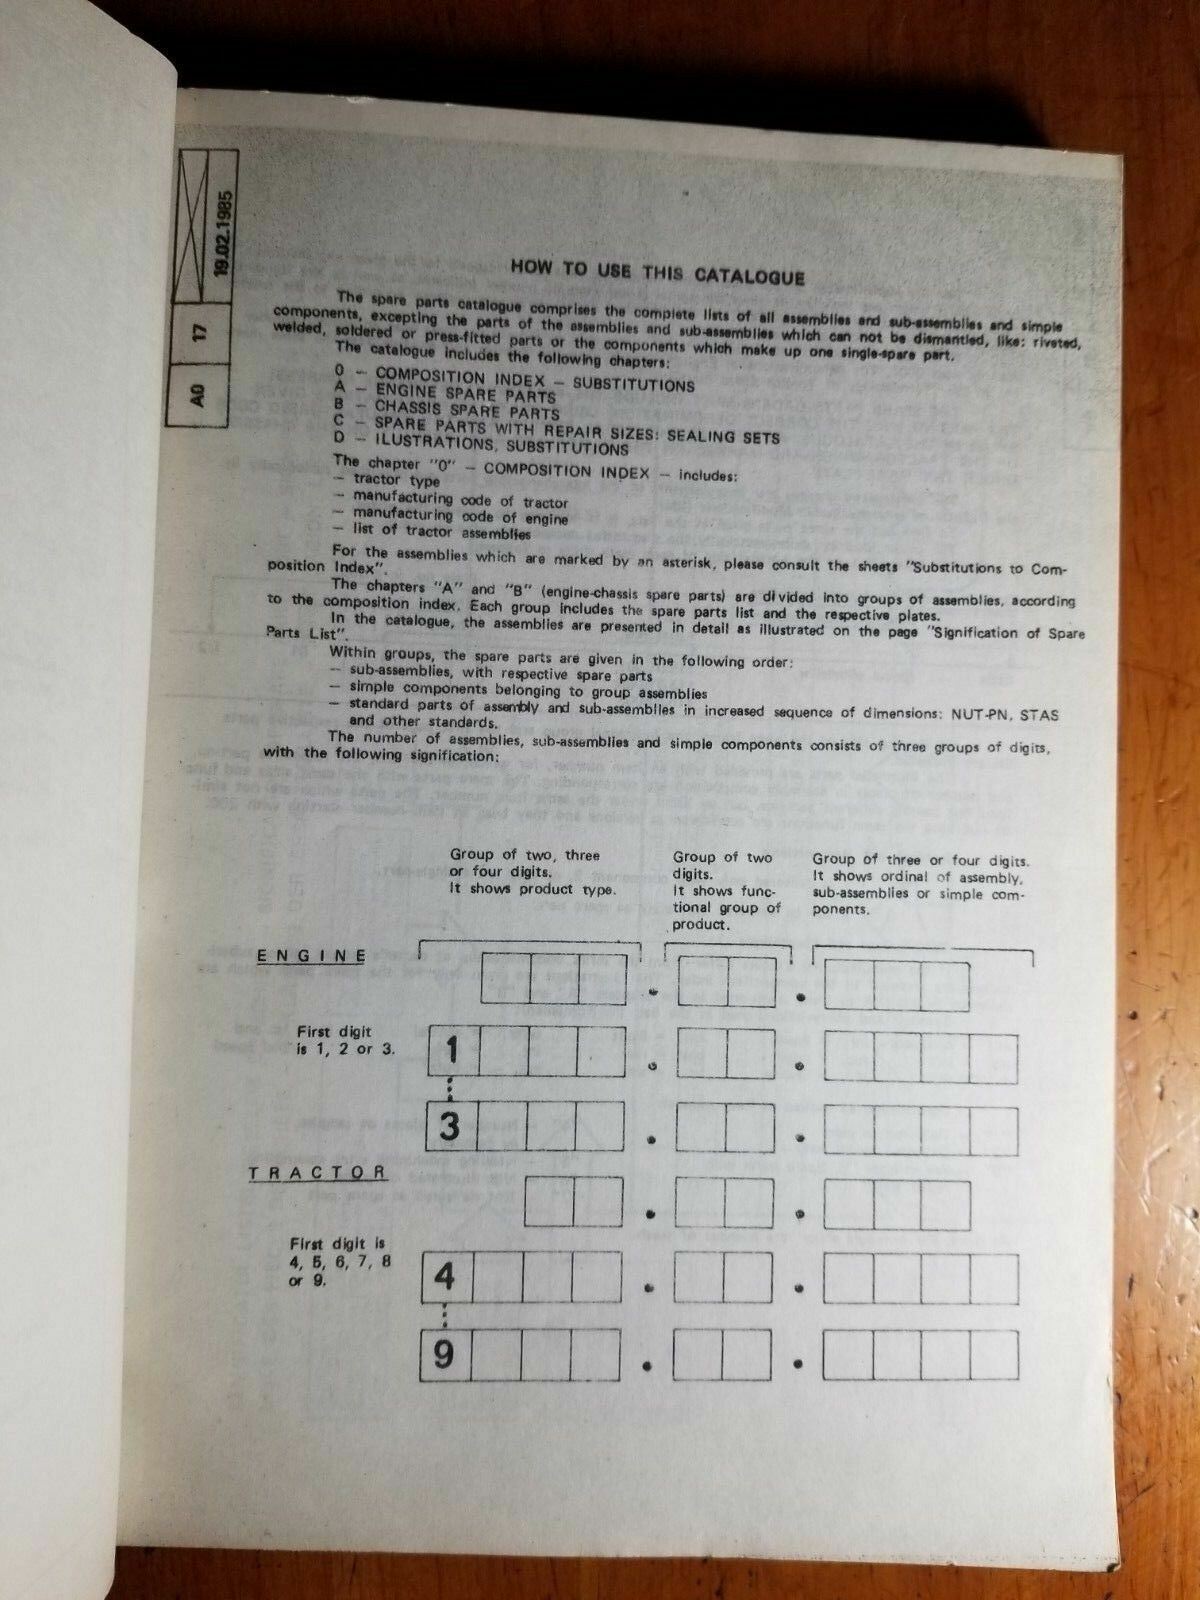 19.02.1985
17
A0
HOW TO USE THIS CATALOGUE
The spare parts catalogue comprises the complete lists of all assemblies and sub-assemblies and simple
components, excepting the parts of the assemblies and sub-assemblies which can not be dismantled, like: riveted,
welded, soldered or press-fitted parts or the components which make up one single-spare part.
The catalogue includes the following chapters:
0 — COMPOSITION INDEX — SUBSTITUTIONS
A — ENGINE SPARE PARTS
B — CHASSIS SPARE PARTS
C — SPARE PARTS WITH REPAIR SIZES: SEALING SETS
D — ILUSTRATIONS, SUBSTITUTIONS
The chapter "0" — COMPOSITION INDEX — includes:
— tractor type
— manufacturing code of tractor
— manufacturing code of engine
— list of tractor assemblies
For the assemblies which are marked by an asterisk, please consult the sheets "Substitutions to Com-
position Index".
The chapters "A" and "B" (engine-chassis spare parts) are divided into groups of assemblies, according
to the composition index. Each group includes the spare parts list and the respective plates.
In the catalogue, the assemblies are presented in detail as illustrated on the page "Signification of Spare
Parts List".
Within groups, the spare parts are given in the following order:
— sub-assemblies, with respective spare parts
— simple components belonging to group assemblies
— standard parts of assembly and sub-assemblies in increased sequence of dimensions: NUT-PN, STAS
and other standards.
The number of assemblies, sub-assemblies and simple components consists of three groups of digits,
with the following signification:
Group of two, three
or four digits.
It shows product type.
Group of two
digits.
It shows func-
tional group of
product.
Group of three or four digits.
It shows ordinal of assembly,
sub-assemblies or simple com-
ponents.
ENGINE
First digit
is 1, 2 or 3.
1
3
TRACTOR
First digit is
4, 5, 6, 7, 8
or 9.
4
9